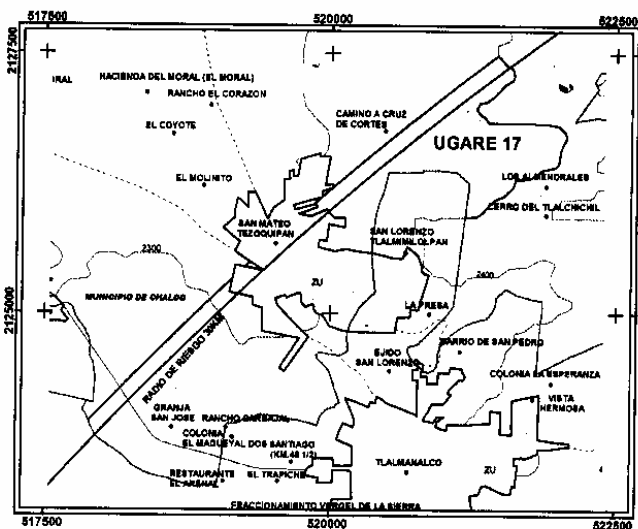 517500
520000
522500
2127500
2127500
IRAL
HACIENDA DEL MORAL (EL MORAL)
RANCHO EL CORAZON
EL COYOTE
CAMINO A CRUZ
DE CORTES
UGARE 17
EL MOLINITO
LOS ALMENDRALES
CERRO DEL TLALCHICHIL
SAN MATEO
TEZOQUIPAN
SAN LORENZO
TLALMIMILOLPAN
2300
2400
ZU
MUNICIPIO DE CHALCO
LA PRESA
2125000
2125000
RADIO DE RIESGO 30KM
EJIDO
SAN LORENZO
BARRIO DE SAN PEDRO
COLONIA LA ESPERANZA
VISTA
HERMOSA
GRANJA
SAN JOSE
RANCHO CARBAJAL
COLONIA
EL MAGUEYAL
DOS SANTIAGO
(KM.48 1/2)
TLALMANALCO
ZU
RESTAURANTE
EL ARENAL
EL TRAPICHE
FRACCIONAMIENTO VERGEL DE LA SIERRA
517500
520000
522500